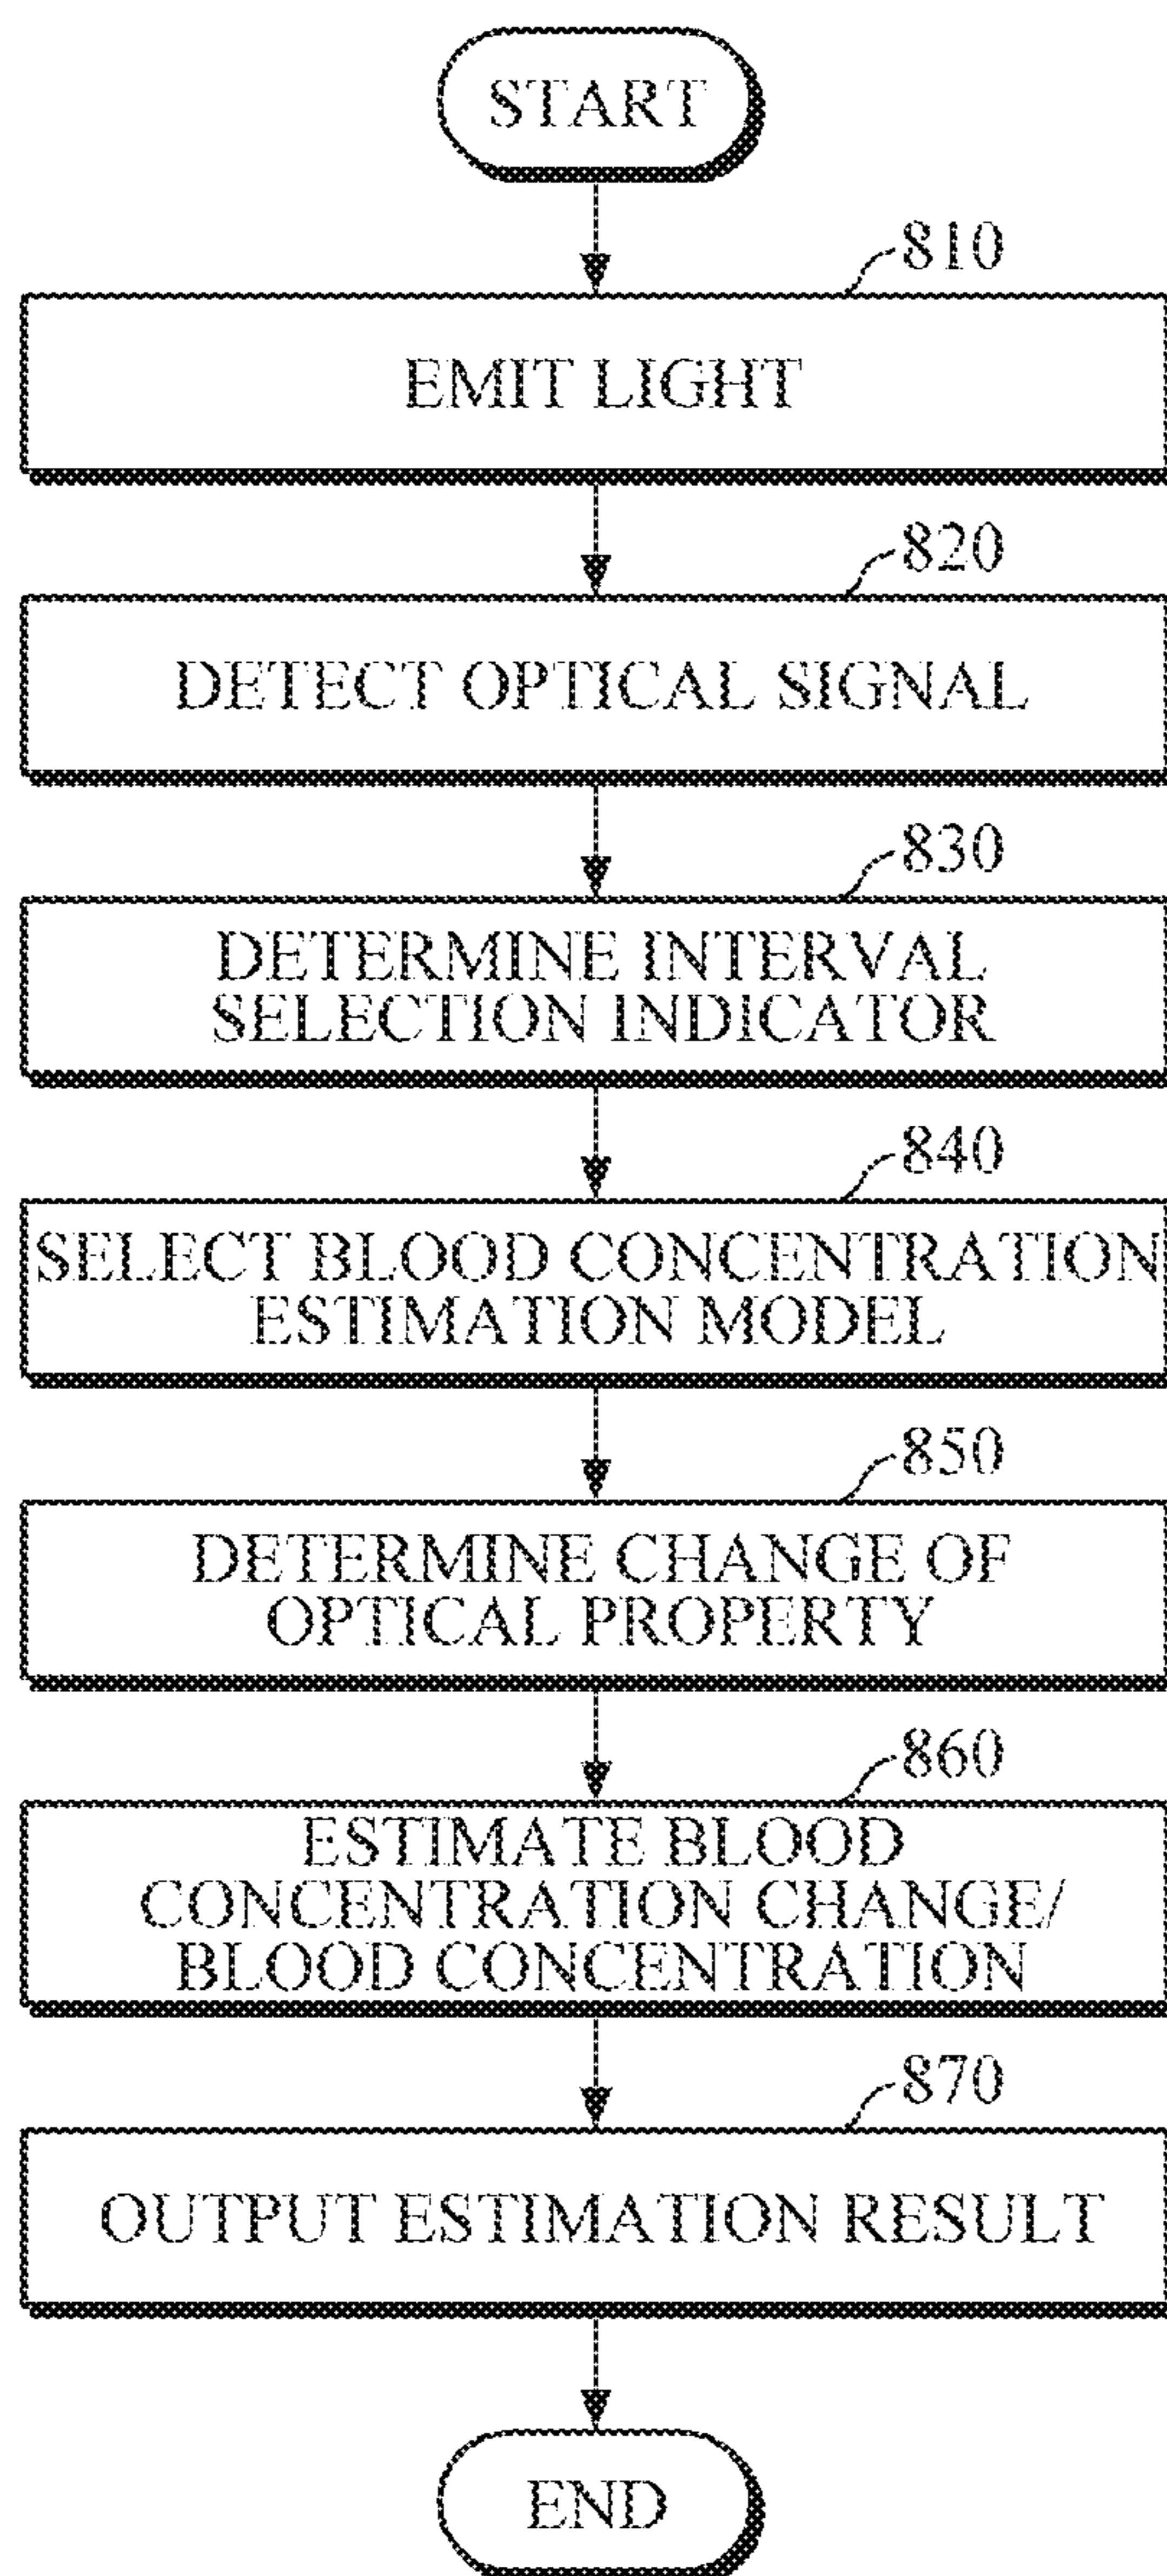 START
810
EMIT LIGHT
820
DETECT OPTICAL SIGNAL
830
DETERMINE INTERVAL
SELECTION INDICATOR
840
SELECT BLOOD CONCENTRATION
ESTIMATION MODEL
850
DETERMINE CHANGE OF
OPTICAL PROPERTY
860
ESTIMATE BLOOD
CONCENTRATION CHANGE/
BLOOD CONCENTRATION
870
OUTPUT ESTIMATION RESULT
END